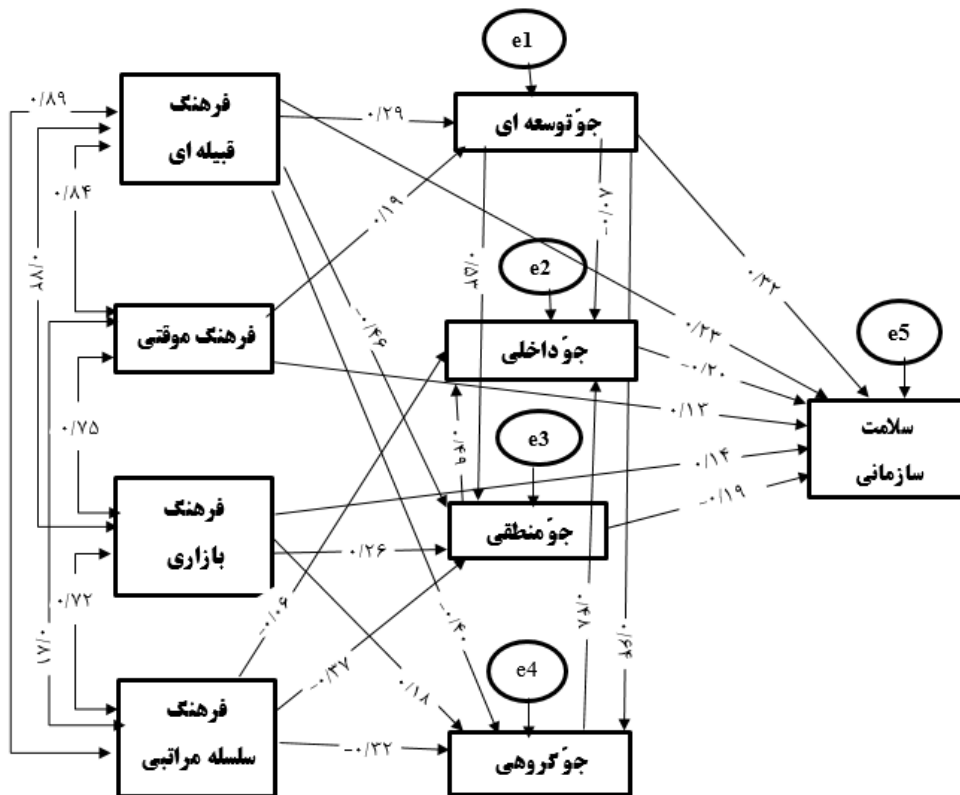 e1
۰/۸۹
فرهنگ
قبیله ای
۰/۲۹
جوّ توسعه ای
۰/۸۴
۰/۱۹
-۰/۰۸
۰/۷۲
۰/۵۳
e2
۰/۳۲
-۰/۴۶
۰/۲۳
e5
فرهنگ موقتی
جوّ داخلی
-۰/۲۰
۰/۱۳
سلامت
سازمانی
۰/۷۵
e3
۰/۴۹
۰/۱۴
-۰/۱۹
فرهنگ
بازاری
۰/۲۶
جوّ منطقی
۰/۷۲
-۰/۰۶
-۰/۴۰
۰/۴۸
۰/۶۴
۰/۸۱
-۰/۳۷
۰/۱۸
e4
فرهنگ
سلسله مراتبی
-۰/۳۲
جوّ گروهی